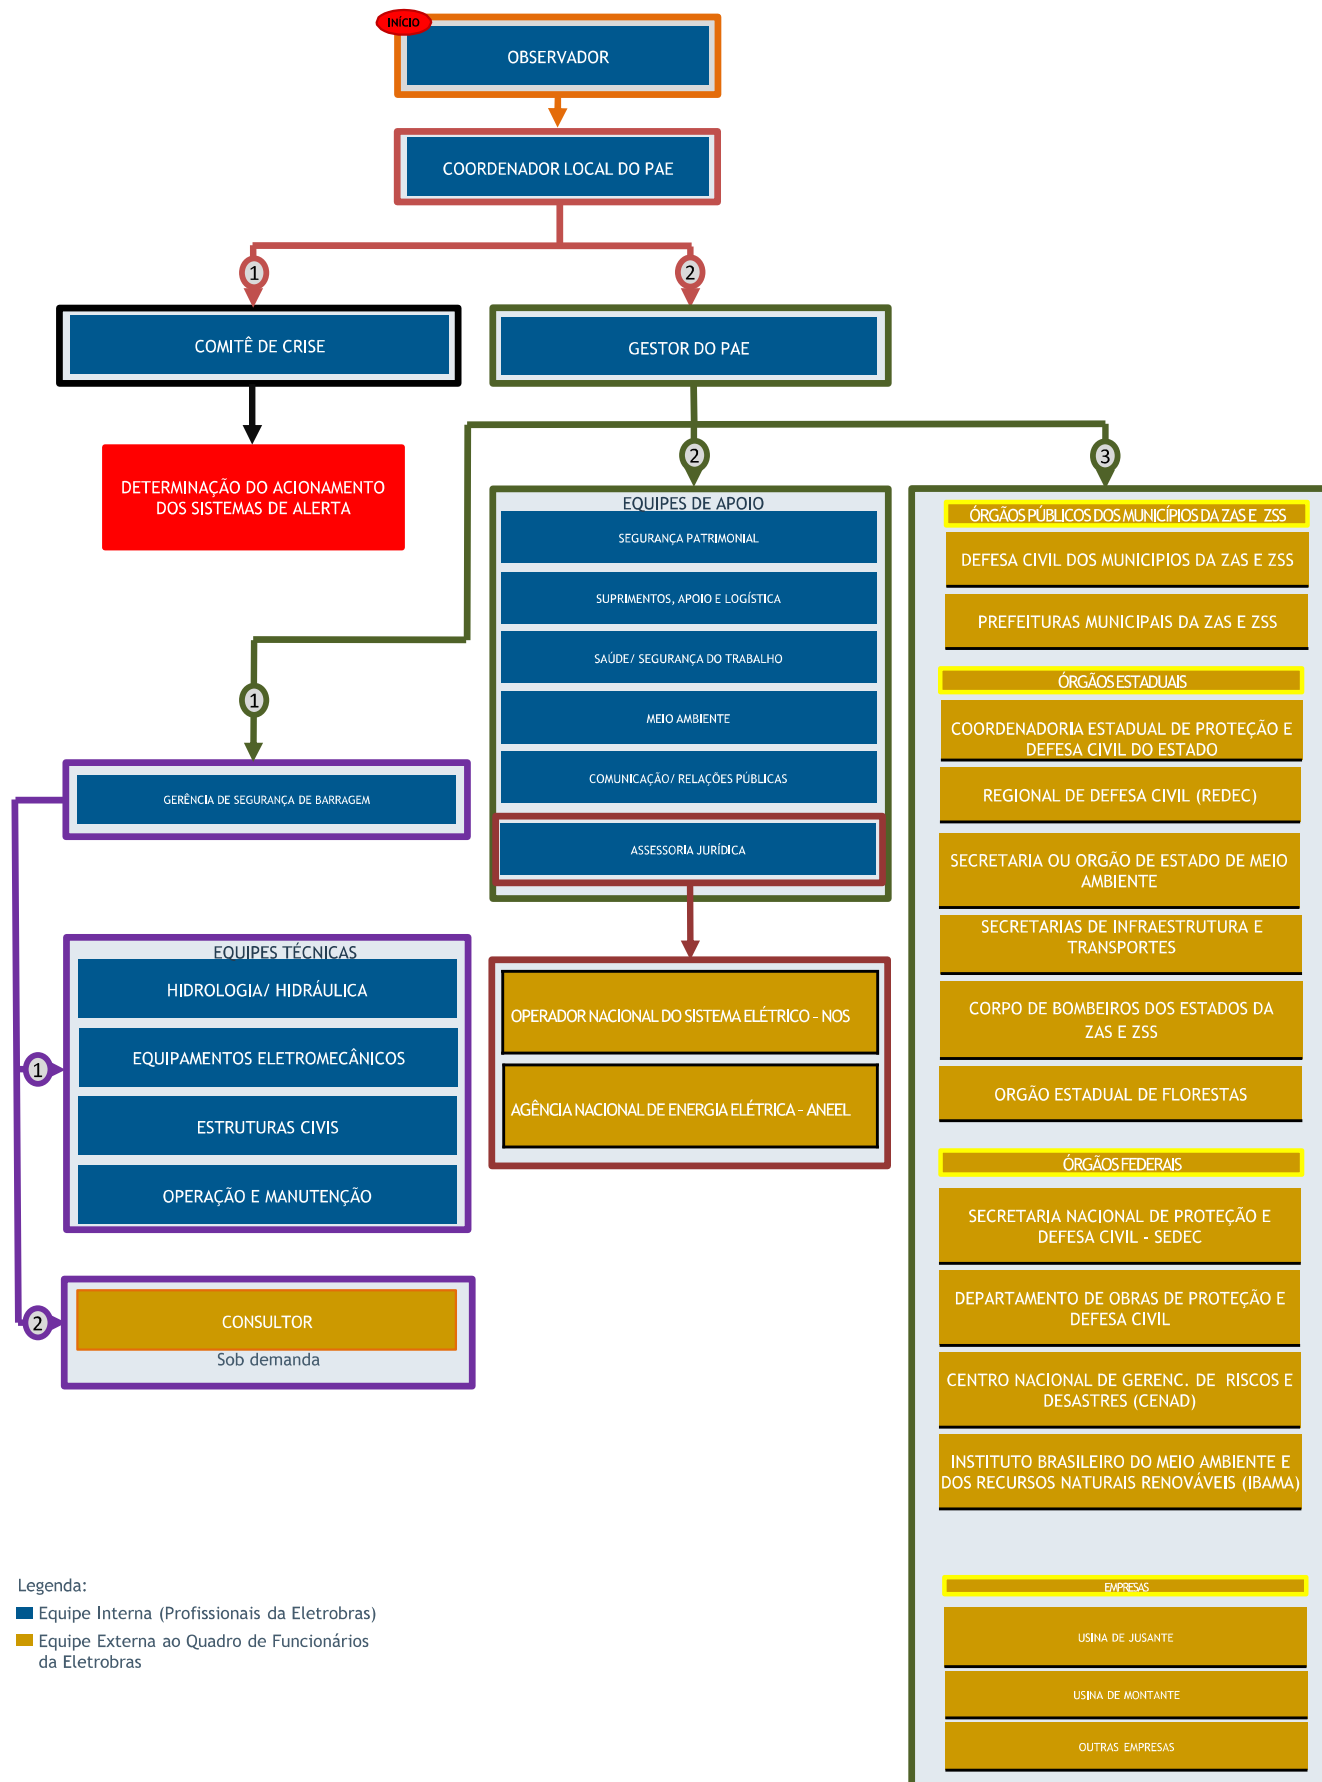 INÍCIO
OBSERVADOR
COORDENADOR LOCAL DO PAE
1
2
COMITÊ DE CRISE
GESTOR DO PAE
DETERMINAÇÃO DO ACIONAMENTO
DOS SISTEMAS DE ALERTA
2
3
1
EQUIPES DE APOIO
SEGURANÇA PATRIMONIAL
SUPRIMENTOS, APOIO E LOGÍSTICA
SAÚDE/ SEGURANÇA DO TRABALHO
MEIO AMBIENTE
COMUNICAÇÃO/ RELAÇÕES PÚBLICAS
ASSESSORIA JURÍDICA
OPERADOR NACIONAL DO SISTEMA ELÉTRICO – NOS
AGÊNCIA NACIONAL DE ENERGIA ELÉTRICA – ANEEL
GERÊNCIA DE SEGURANÇA DE BARRAGEM
1
EQUIPES TÉCNICAS
HIDROLOGIA/ HIDRÁULICA
EQUIPAMENTOS ELETROMECÂNICOS
ESTRUTURAS CIVIS
OPERAÇÃO E MANUTENÇÃO
2
CONSULTOR
Sob demanda
ÓRGÃOS PÚBLICOS DOS MUNICÍPIOS DA ZAS E ZSS
DEFESA CIVIL DOS MUNICIPIOS DA ZAS E ZSS
PREFEITURAS MUNICIPAIS DA ZAS E ZSS
ÓRGÃOS ESTADUAIS
COORDENADORIA ESTADUAL DE PROTEÇÃO E
DEFESA CIVIL DO ESTADO
REGIONAL DE DEFESA CIVIL (REDEC)
SECRETARIA OU ORGÃO DE ESTADO DE MEIO
AMBIENTE
SECRETARIAS DE INFRAESTRUTURA E
TRANSPORTES
CORPO DE BOMBEIROS DOS ESTADOS DA
ZAS E ZSS
ORGÃO ESTADUAL DE FLORESTAS
ÓRGÃOS FEDERAIS
SECRETARIA NACIONAL DE PROTEÇÃO E
DEFESA CIVIL - SEDEC
DEPARTAMENTO DE OBRAS DE PROTEÇÃO E
DEFESA CIVIL
CENTRO NACIONAL DE GERENC. DE RISCOS E
DESASTRES (CENAD)
INSTITUTO BRASILEIRO DO MEIO AMBIENTE E
DOS RECURSOS NATURAIS RENOVÁVEIS (IBAMA)
EMPRESAS
USINA DE JUSANTE
USINA DE MONTANTE
OUTRAS EMPRESAS
Legenda:
Equipe Interna (Profissionais da Eletrobras)
Equipe Externa ao Quadro de Funcionários
da Eletrobras